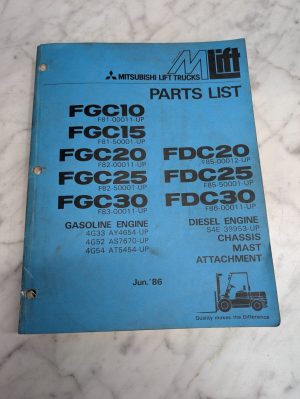 Mlift
MITSUBISHI LIFT TRUCKS
PARTS LIST
FGC10
F81-00011-UP
FGC15
F81-50001-UP
FGC20 FDC20
F82-00011-UP F85-00012-UP
FGC25 FDC25
F82-50001-UP F85-50001-UP
FGC30 FDC30
F83-00011-UP F86-00011-UP
GASOLINE ENGINE
4G33 AY4654-UP
4G52 AS7670-UP
4G54 AT5454-UP
DIESEL ENGINE
S4E 39953-UP
CHASSIS
MAST
ATTACHMENT
Jun.'86
Quality makes the Difference